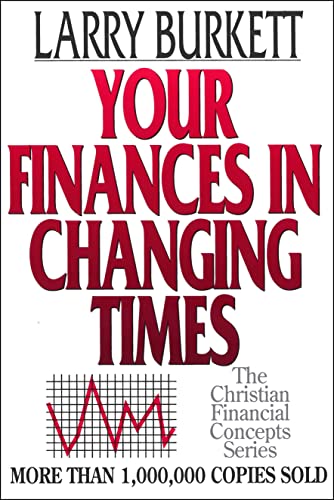 LARRY BURKETT
YOUR
FINANCES IN
CHANGING
TIMES
The
Christian
Financial
Concepts
Series
MORE THAN 1,000,000 COPIES SOLD